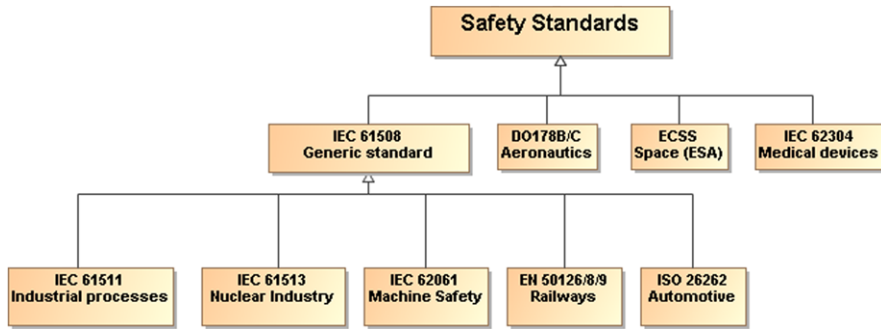 Safety Standards
IEC 61508
Generic standard
DO178B/C
Aeronautics
ECSS
Space (ESA)
IEC 62304
Medical devices
IEC 61511
Industrial processes
IEC 61513
Nuclear Industry
IEC 62061
Machine Safety
EN 50126/8/9
Railways
ISO 26262
Automotive